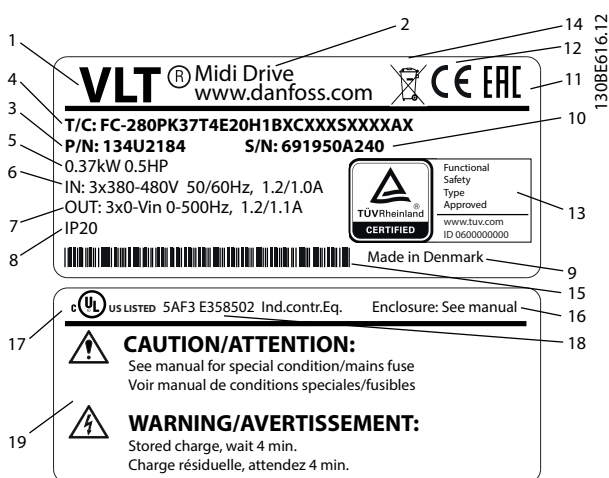 1
2
14
12
130BE616.12
VLT ® Midi Drive
www.danfoss.com
CE EAC
11
4
T/C: FC-280PK37T4E20H1BXCXXXSXXXXAX
3
P/N: 134U2184 S/N: 691950A240
10
5
0.37kW 0.5HP
6
IN: 3x380-480V 50/60Hz, 1.2/1.0A
7
OUT: 3x0-Vin 0-500Hz, 1.2/1.1A
8
IP20
TÜVRheinland ®
CERTIFIED
Functional
Safety
Type
Approved
www.tuv.com
ID 0600000000
13
Made in Denmark
9
15
17
c UL US LISTED 5AF3 E358502 Ind.contr.Eq. Enclosure: See manual
16
18
CAUTION/ATTENTION:
See manual for special condition/mains fuse
Voir manual de conditions speciales/fusibles
19
WARNING/AVERTISSEMENT:
Stored charge, wait 4 min.
Charge résiduelle, attendez 4 min.